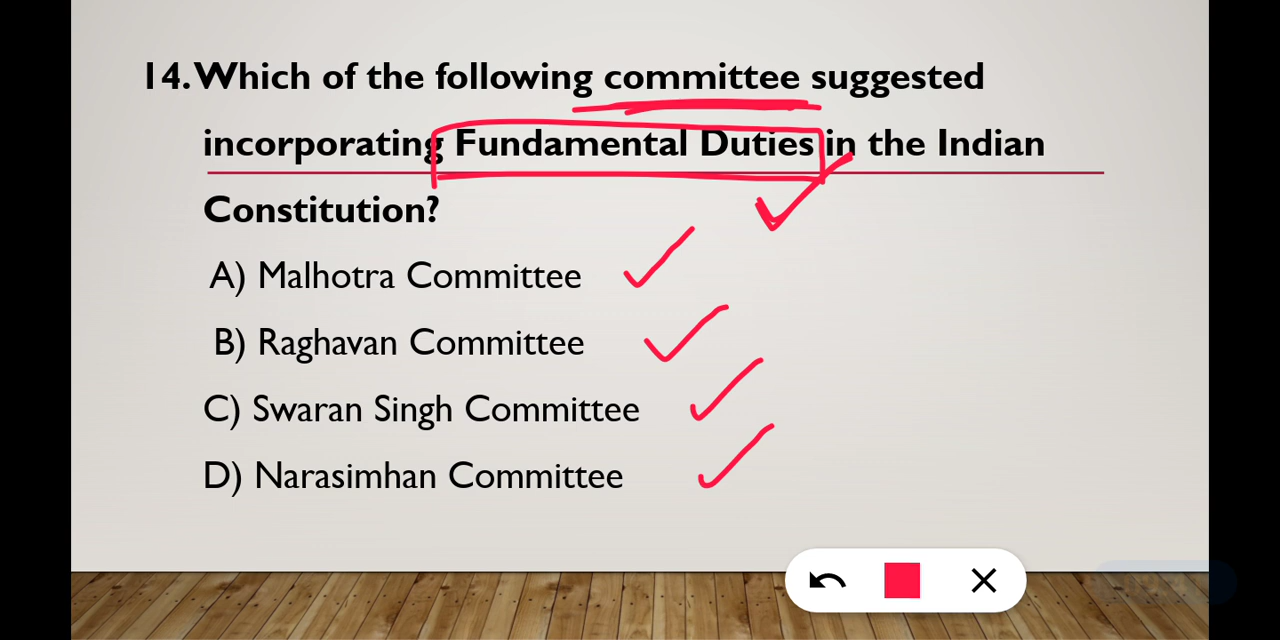 14. Which of the following committee suggested
incorporating Fundamental Duties in the Indian
Constitution?
A) Malhotra Committee
B) Raghavan Committee
C) Swaran Singh Committee
D) Narasimhan Committee